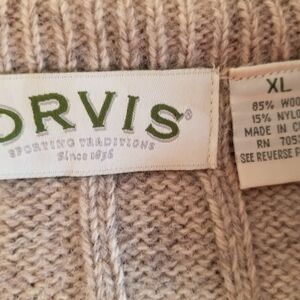 ORVIS®
SPORTING TRADITIONS
Since 1856
XL
85% WOO
15% NYLO
MADE IN
RN 705
SEE REVERSE F